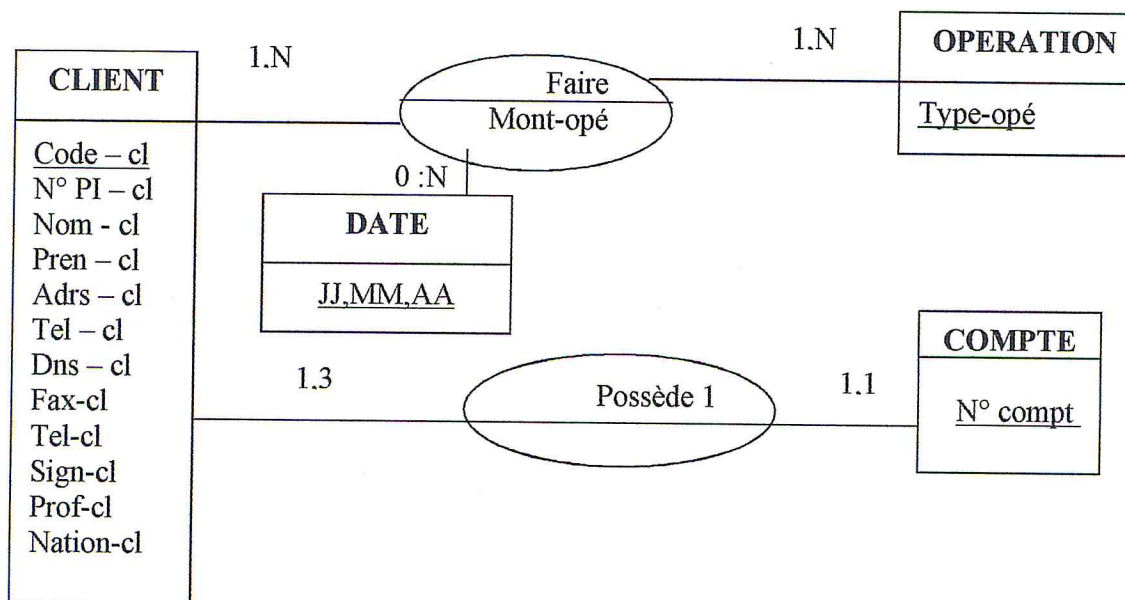 CLIENT
Code – cl
N° PI – cl
Nom - cl
Pren – cl
Adrs – cl
Tel – cl
Dns – cl
Fax-cl
Tel-cl
Sign-cl
Prof-cl
Nation-cl
1.N
Faire
Mont-opé
1.N
OPERATION
Type-opé
0 :N
DATE
JJ,MM,AA
1.3
Possède 1
1.1
COMPTE
N° compt